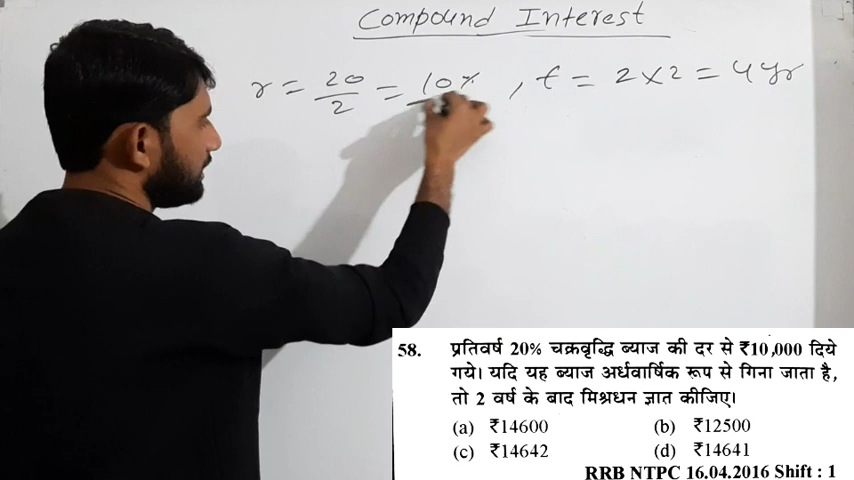 Compound Interest
r = 20/2 = 10% , t = 2×2 = 4yr
58. प्रतिवर्ष 20% चक्रवृद्धि ब्याज की दर से ₹10,000 दिये
गये। यदि यह ब्याज अर्धवार्षिक रूप से गिना जाता है,
तो 2 वर्ष के बाद मिश्रधन ज्ञात कीजिए।
(a) ₹14600 (b) ₹12500
(c) ₹14642 (d) ₹14641
RRB NTPC 16.04.2016 Shift : 1